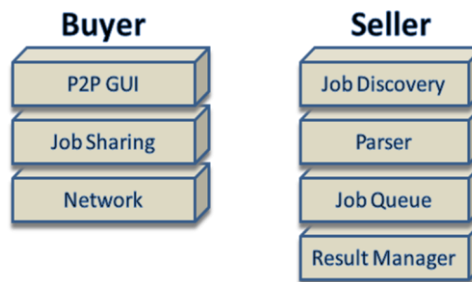 Buyer
P2P GUI
Job Sharing
Network
Seller
Job Discovery
Parser
Job Queue
Result Manager